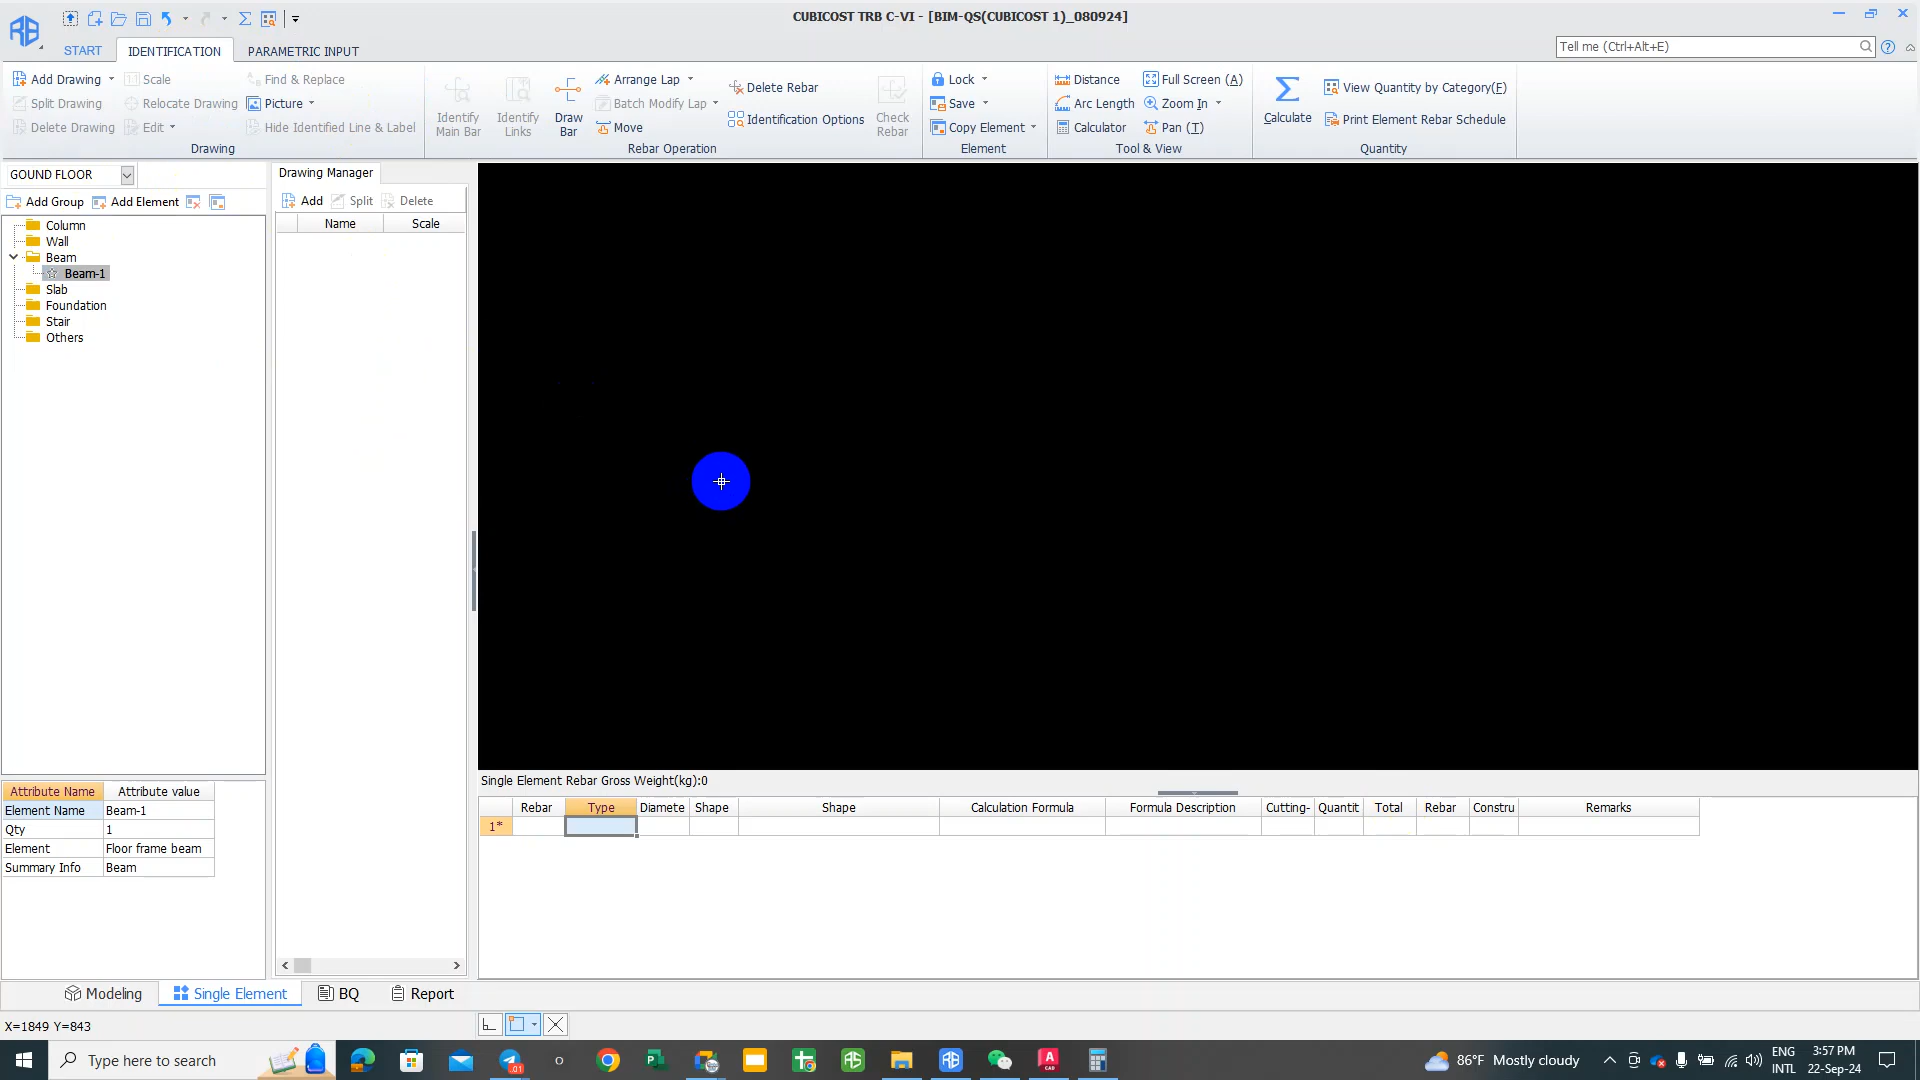 CUBICOST TRB C-VI - [BIM-QS(CUBICOST 1)_080924]
START
IDENTIFICATION
PARAMETRIC INPUT
Tell me (Ctrl+Alt+E)
Add Drawing
Scale
Find & Replace
Split Drawing
Relocate Drawing
Picture
Delete Drawing
Edit
Hide Identified Line & Label
Drawing
Identify Main Bar
Identify Links
Draw Bar
Arrange Lap
Batch Modify Lap
Move
Delete Rebar
Identification Options
Check Rebar
Rebar Operation
Lock
Save
Copy Element
Element
Distance
Arc Length
Calculator
Full Screen (A)
Zoom In
Pan (T)
Tool & View
Calculate
View Quantity by Category(E)
Print Element Rebar Schedule
Quantity
GOUND FLOOR
Add Group
Add Element
Column
Wall
Beam
Beam-1
Slab
Foundation
Stair
Others
Drawing Manager
Add
Split
Delete
Name
Scale
Attribute Name
Attribute value
Element Name
Beam-1
Qty
1
Element
Floor frame beam
Summary Info
Beam
Single Element Rebar Gross Weight(kg):0
Rebar
Type
Diamete
Shape
Shape
Calculation Formula
Formula Description
Cutting-
Quantit
Total
Rebar
Constru
Remarks
1*
Modeling
Single Element
BQ
Report
X=1849 Y=843
Type here to search
86°F Mostly cloudy
ENG
INTL
3:57 PM
22-Sep-24